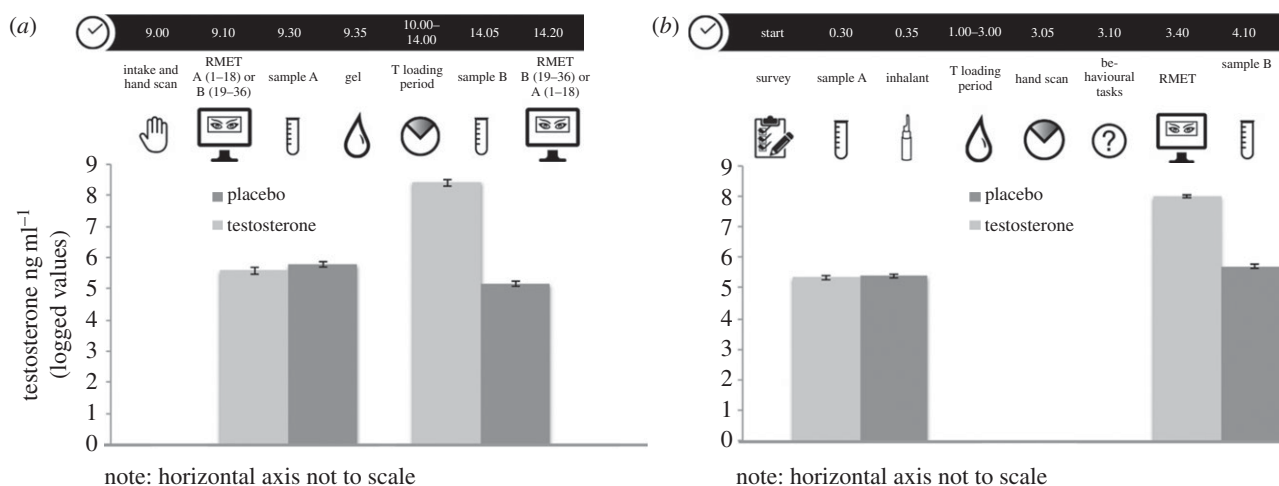 (a)
9.00 9.10 9.30 9.35 10.00–14.00 14.05 14.20
intake and hand scan
RMET A (1–18) or B (19–36)
sample A
gel
T loading period
sample B
RMET B (19–36) or A (1–18)
testosterone ng ml⁻¹
(logged values)
9
8
7
6
5
4
3
2
1
0
placebo
testosterone
note: horizontal axis not to scale
(b)
start 0.30 0.35 1.00–3.00 3.05 3.10 3.40 4.10
survey
sample A
inhalant
T loading period
hand scan
be-havioural tasks
RMET
sample B
9
8
7
6
5
4
3
2
1
0
placebo
testosterone
note: horizontal axis not to scale